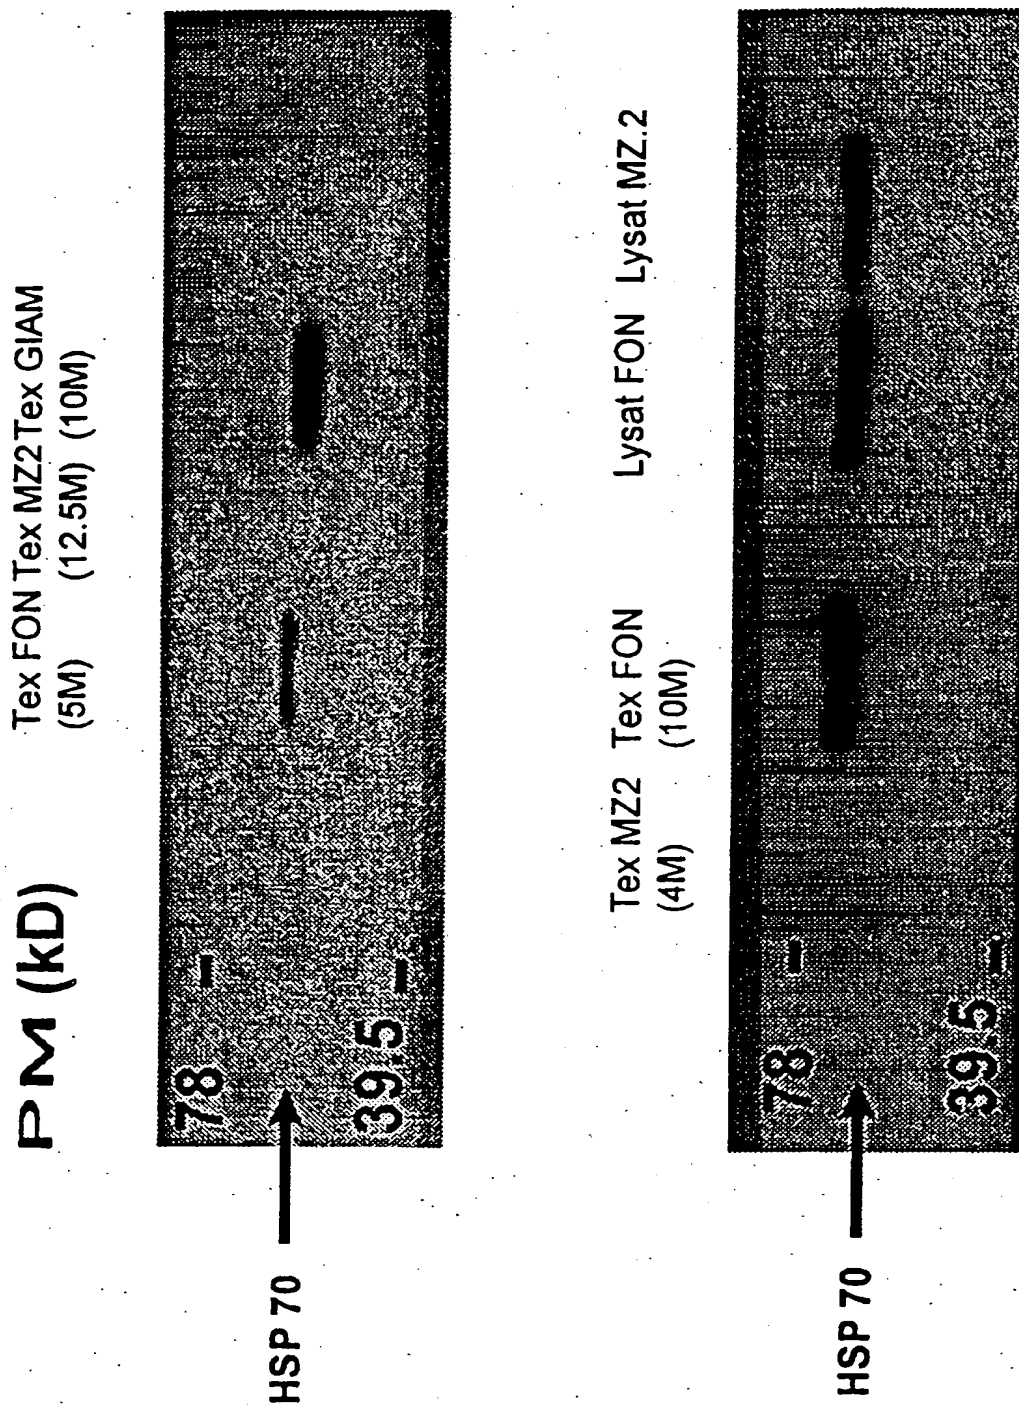 PM (kD)
Tex FON Tex MZ2 Tex GIAM
(5M) (12.5M) (10M)
78
39.5
HSP 70
Tex MZ2 Tex FON Lysat FON Lysat MZ.2
(4M) (10M)
78
39.5
HSP 70